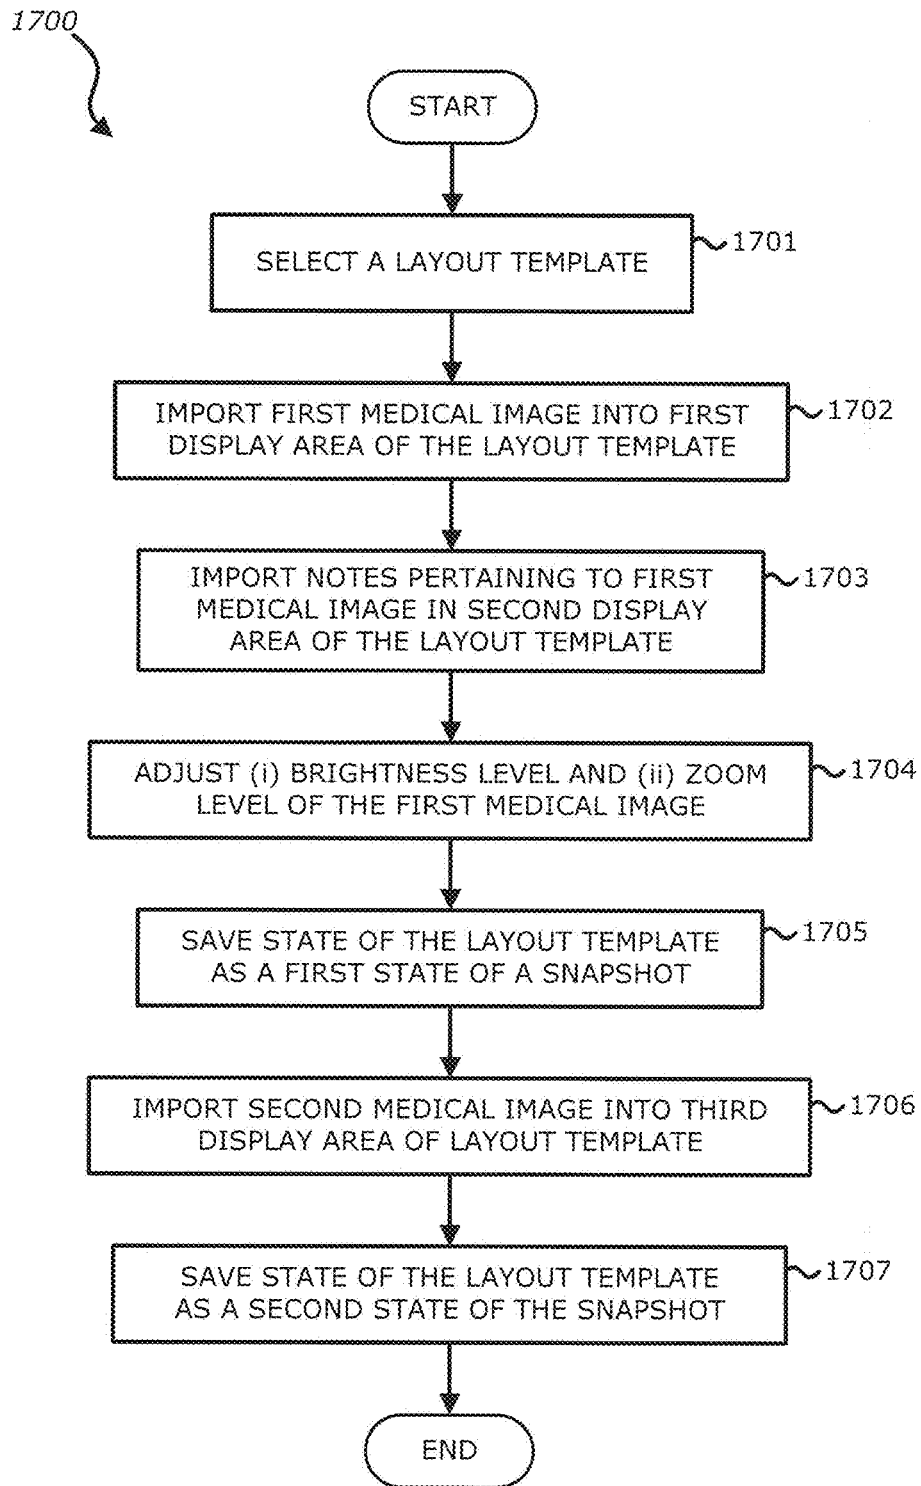 1700
START
SELECT A LAYOUT TEMPLATE
1701
IMPORT FIRST MEDICAL IMAGE INTO FIRST
DISPLAY AREA OF THE LAYOUT TEMPLATE
1702
IMPORT NOTES PERTAINING TO FIRST
MEDICAL IMAGE IN SECOND DISPLAY
AREA OF THE LAYOUT TEMPLATE
1703
ADJUST (i) BRIGHTNESS LEVEL AND (ii) ZOOM
LEVEL OF THE FIRST MEDICAL IMAGE
1704
SAVE STATE OF THE LAYOUT TEMPLATE
AS A FIRST STATE OF A SNAPSHOT
1705
IMPORT SECOND MEDICAL IMAGE INTO THIRD
DISPLAY AREA OF LAYOUT TEMPLATE
1706
SAVE STATE OF THE LAYOUT TEMPLATE
AS A SECOND STATE OF THE SNAPSHOT
1707
END